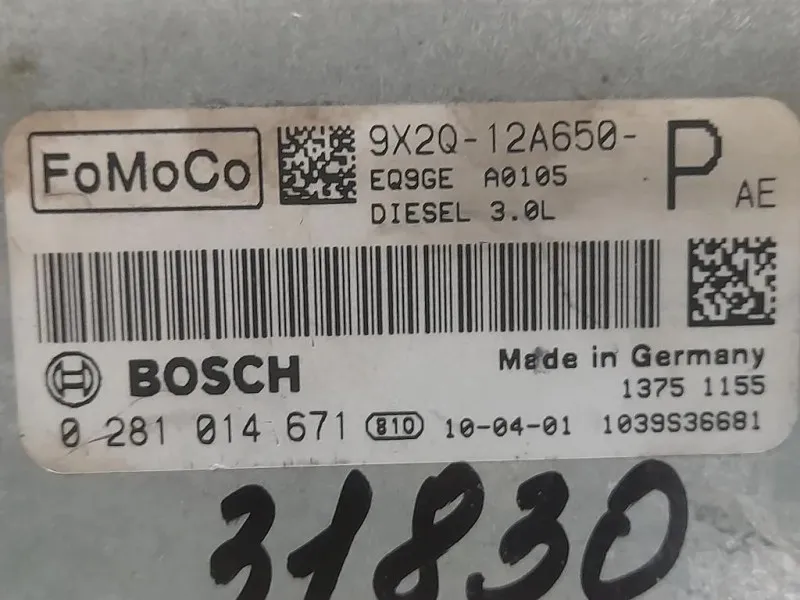 FoMoCo
9X2Q-12A650-
P
AE
EQ9GE A0105
DIESEL 3.0L
BOSCH
Made in Germany
1375 1155
0 281 014 671 810 10-04-01 1039S36681
31830